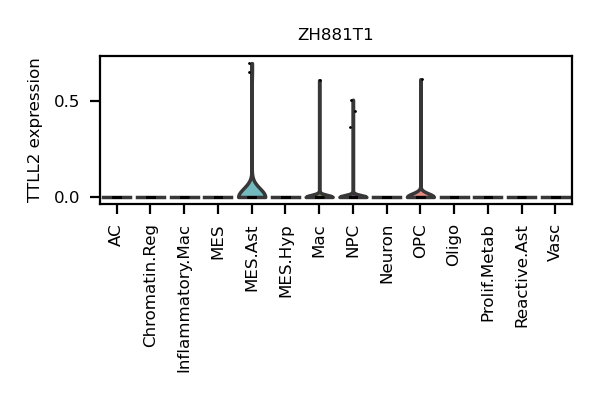 ZH881T1
TTLL2 expression
0.5
0.0
AC
Chromatin.Reg
Inflammatory.Mac
MES
MES.Ast
MES.Hyp
Mac
NPC
Neuron
OPC
Oligo
Prolif.Metab
Reactive.Ast
Vasc